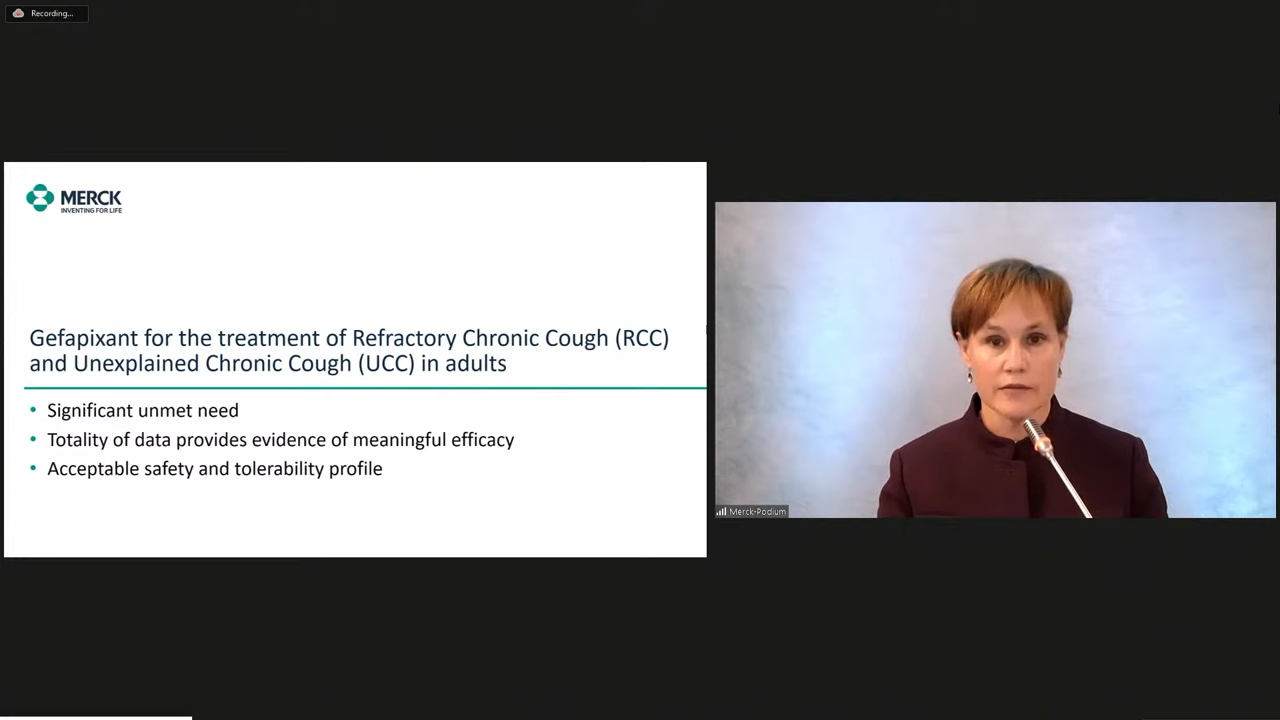 Recording...
MERCK
INVENTING FOR LIFE
Gefapixant for the treatment of Refractory Chronic Cough (RCC)
and Unexplained Chronic Cough (UCC) in adults
• Significant unmet need
• Totality of data provides evidence of meaningful efficacy
• Acceptable safety and tolerability profile
Merck-Podium